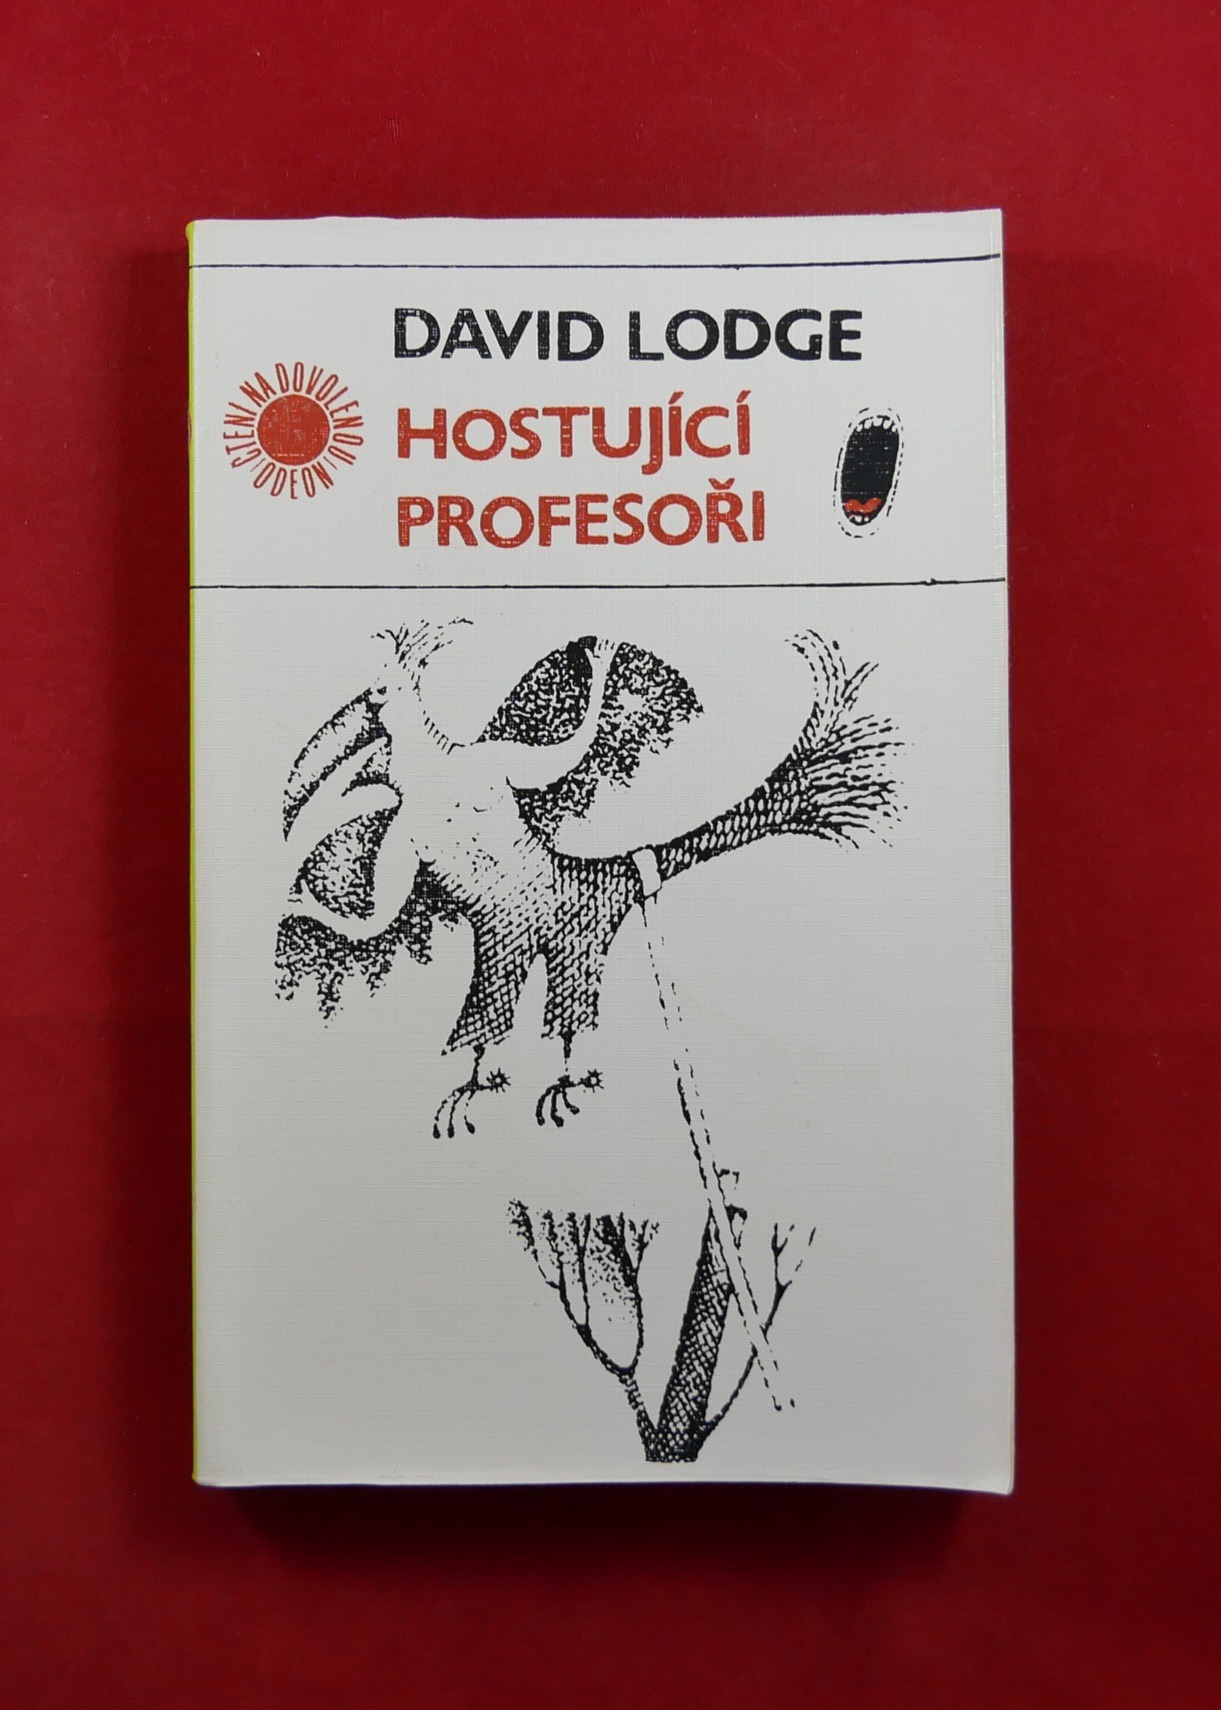 DAVID LODGE
HOSTUJÍCÍ
PROFESOŘI
ČTENÍ NA DOVOLENOU
ODEON